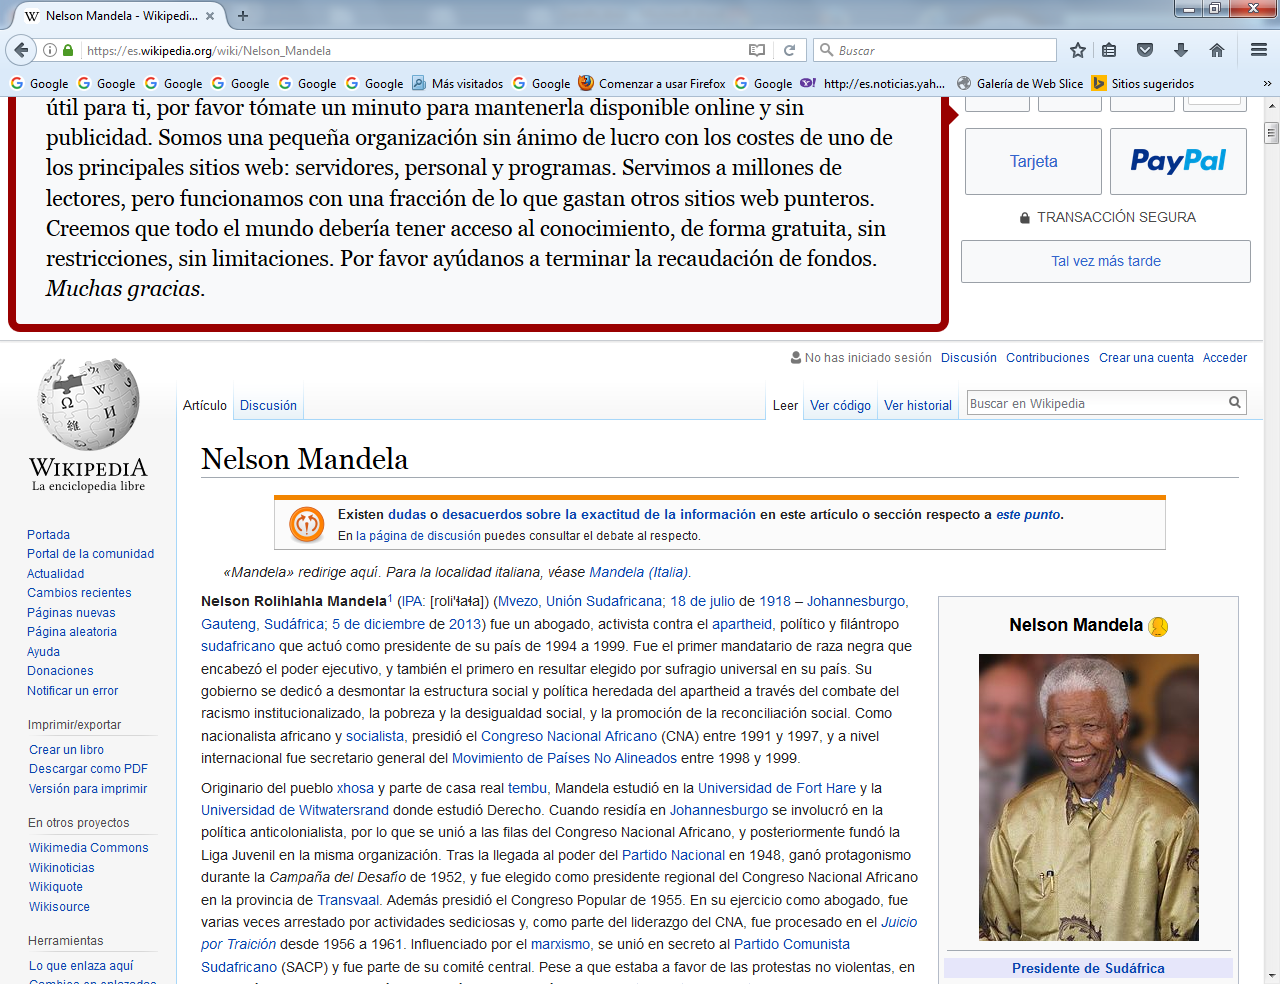 Nelson Mandela - Wikipedi...
https://es.wikipedia.org/wiki/Nelson_Mandela
Buscar
Google Google Google Google Google Google Más visitados Google Comenzar a usar Firefox Google http://es.noticias.yah... Galería de Web Slice Sitios sugeridos
útil para ti, por favor tómate un minuto para mantenerla disponible online y sin
publicidad. Somos una pequeña organización sin ánimo de lucro con los costes de uno de
los principales sitios web: servidores, personal y programas. Servimos a millones de
lectores, pero funcionamos con una fracción de lo que gastan otros sitios web punteros.
Creemos que todo el mundo debería tener acceso al conocimiento, de forma gratuita, sin
restricciones, sin limitaciones. Por favor ayúdanos a terminar la recaudación de fondos.
Muchas gracias.
Tarjeta
PayPal
TRANSACCIÓN SEGURA
Tal vez más tarde
No has iniciado sesión Discusión Contribuciones Crear una cuenta Acceder
Artículo Discusión
Leer Ver código Ver historial
Buscar en Wikipedia
WIKIPEDIA
La enciclopedia libre
Portada
Portal de la comunidad
Actualidad
Cambios recientes
Páginas nuevas
Página aleatoria
Ayuda
Donaciones
Notificar un error
Imprimir/exportar
Crear un libro
Descargar como PDF
Versión para imprimir
En otros proyectos
Wikimedia Commons
Wikinoticias
Wikiquote
Wikisource
Herramientas
Lo que enlaza aquí
Cambios en enlazadas
Nelson Mandela
Existen dudas o desacuerdos sobre la exactitud de la información en este artículo o sección respecto a este punto.
En la página de discusión puedes consultar el debate al respecto.
«Mandela» redirige aquí. Para la localidad italiana, véase Mandela (Italia).
Nelson Rolihlahla Mandela1 (IPA: [roli'ɬaɬa]) (Mvezo, Unión Sudafricana; 18 de julio de 1918 – Johannesburgo,
Gauteng, Sudáfrica; 5 de diciembre de 2013) fue un abogado, activista contra el apartheid, político y filántropo
sudafricano que actuó como presidente de su país de 1994 a 1999. Fue el primer mandatario de raza negra que
encabezó el poder ejecutivo, y también el primero en resultar elegido por sufragio universal en su país. Su
gobierno se dedicó a desmontar la estructura social y política heredada del apartheid a través del combate del
racismo institucionalizado, la pobreza y la desigualdad social, y la promoción de la reconciliación social. Como
nacionalista africano y socialista, presidió el Congreso Nacional Africano (CNA) entre 1991 y 1997, y a nivel
internacional fue secretario general del Movimiento de Países No Alineados entre 1998 y 1999.
Originario del pueblo xhosa y parte de casa real tembu, Mandela estudió en la Universidad de Fort Hare y la
Universidad de Witwatersrand donde estudió Derecho. Cuando residía en Johannesburgo se involucró en la
política anticolonialista, por lo que se unió a las filas del Congreso Nacional Africano, y posteriormente fundó la
Liga Juvenil en la misma organización. Tras la llegada al poder del Partido Nacional en 1948, ganó protagonismo
durante la Campaña del Desafío de 1952, y fue elegido como presidente regional del Congreso Nacional Africano
en la provincia de Transvaal. Además presidió el Congreso Popular de 1955. En su ejercicio como abogado, fue
varias veces arrestado por actividades sediciosas y, como parte del liderazgo del CNA, fue procesado en el Juicio
por Traición desde 1956 a 1961. Influenciado por el marxismo, se unió en secreto al Partido Comunista
Sudafricano (SACP) y fue parte de su comité central. Pese a que estaba a favor de las protestas no violentas, en
Nelson Mandela
Presidente de Sudáfrica